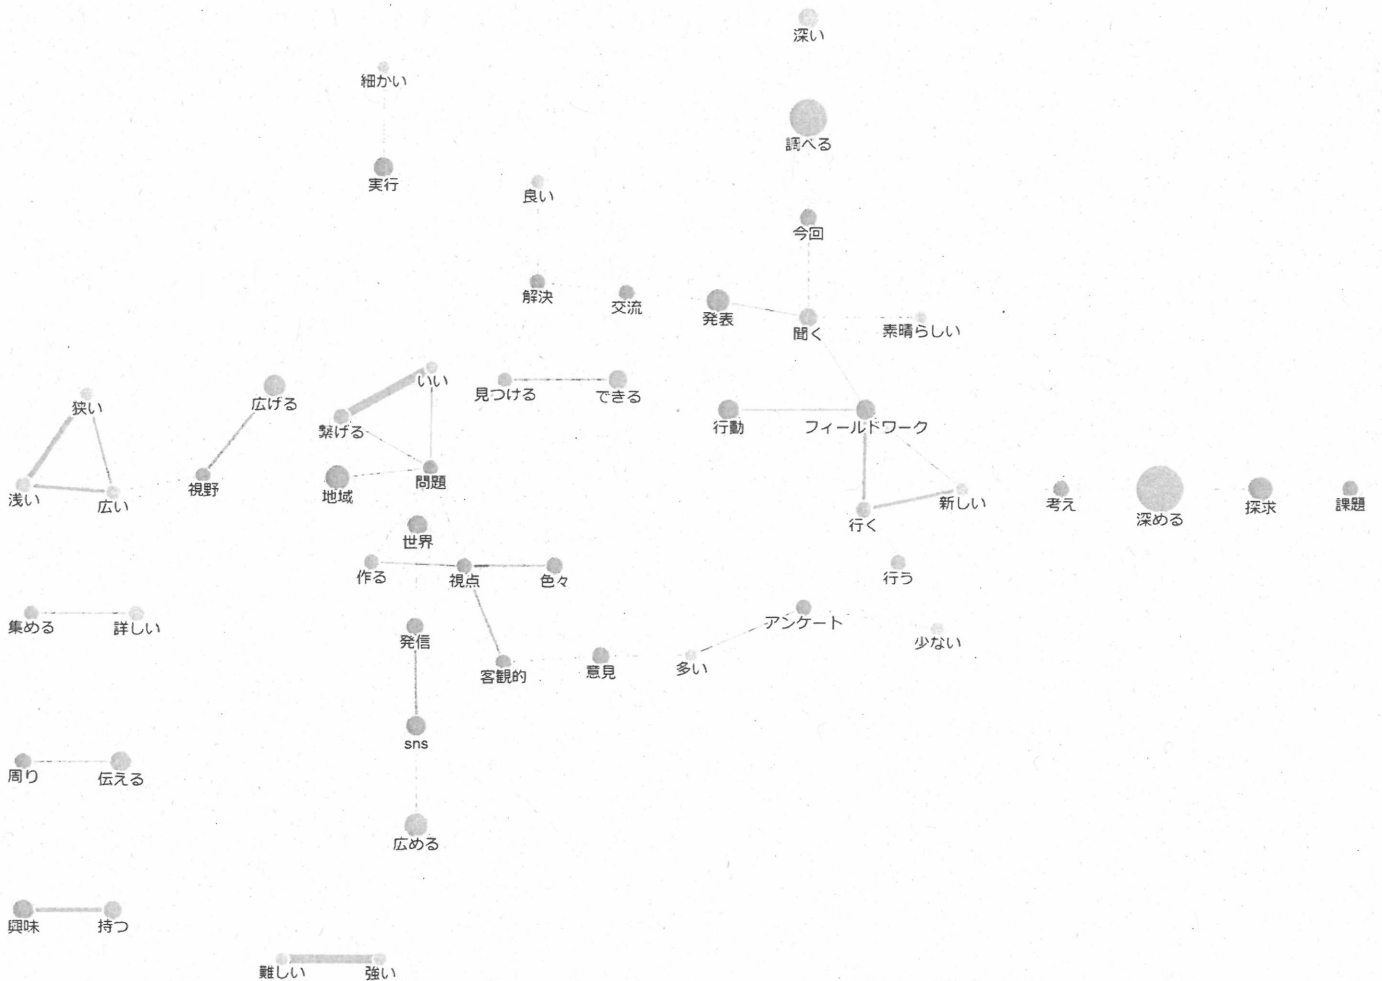 深い
細かい
調べる
実行
良い
今回
解決
交流
発表
聞く
素晴らしい
いい
見つける
できる
狭い
広げる
繋げる
行動
フィールドワーク
浅い
広い
視野
地域
問題
行く
新しい
考え
深める
探求
課題
世界
作る
視点
色々
行う
集める
詳しい
発信
客観的
意見
多い
アンケート
少ない
sns
周り
伝える
広める
興味
持つ
難しい
強い